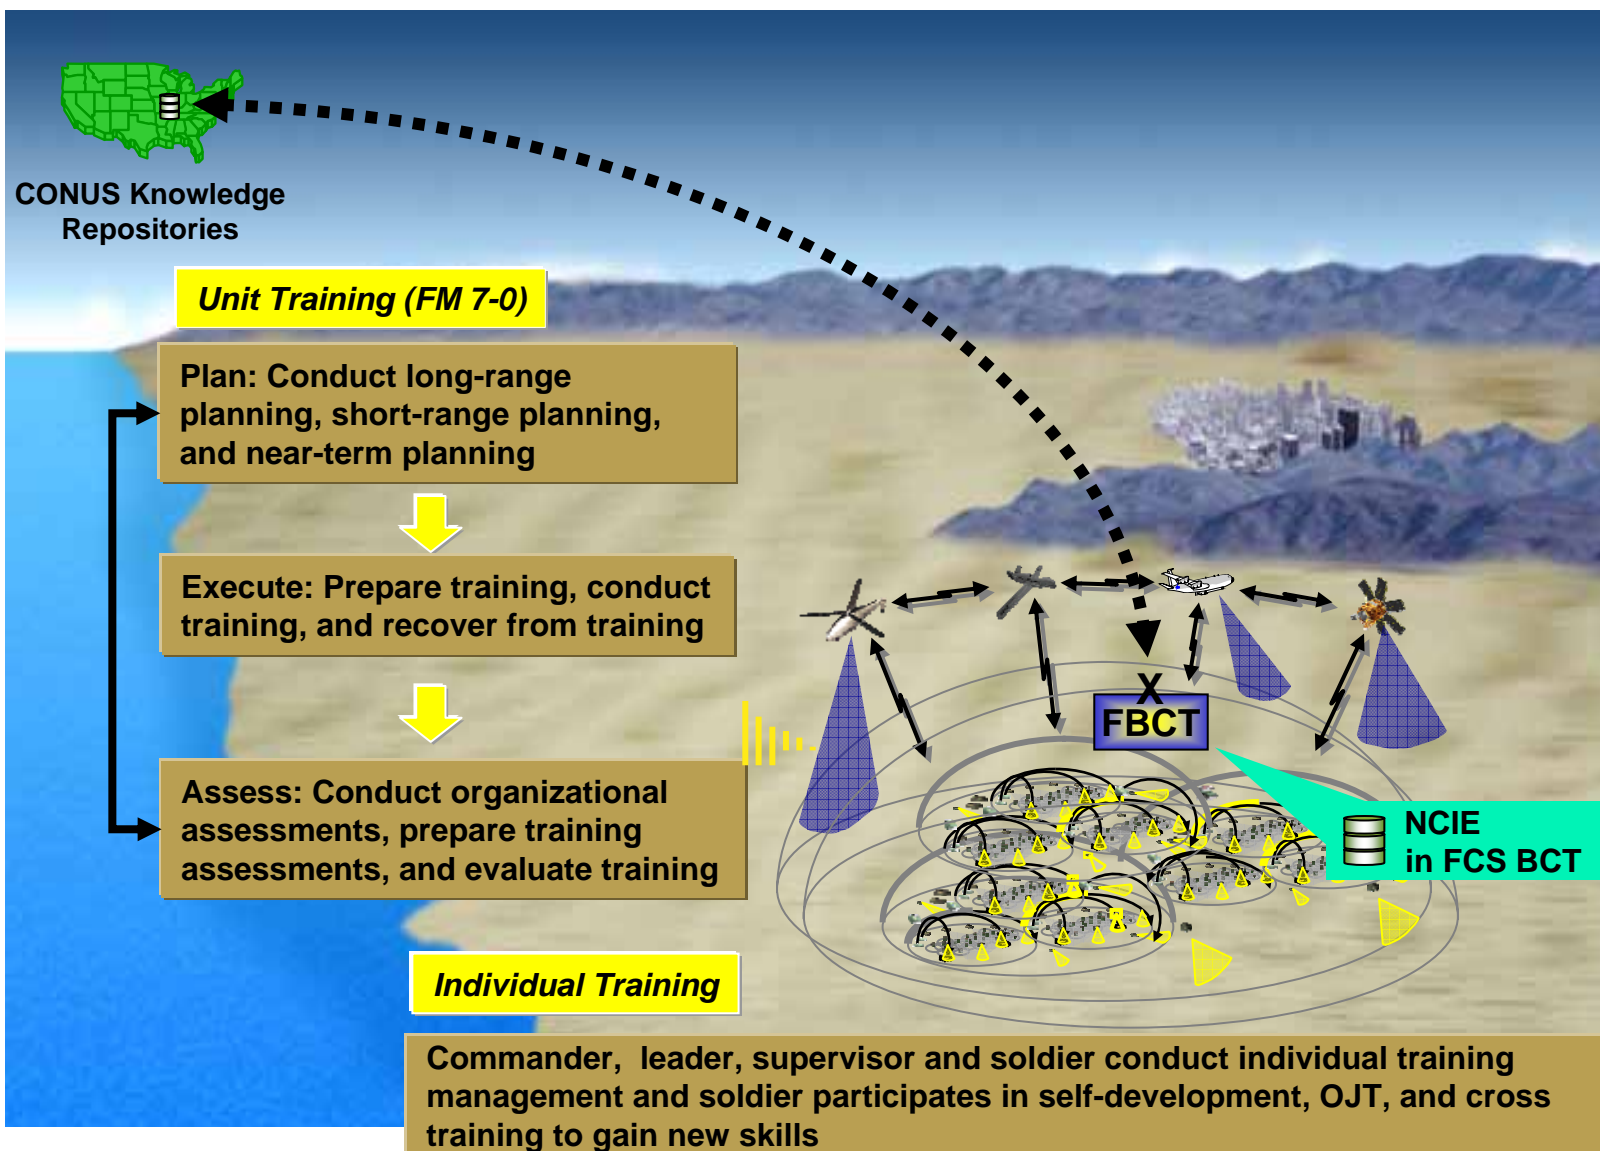 CONUS Knowledge
Repositories
Unit Training (FM 7-0)
Plan: Conduct long-range
planning, short-range planning,
and near-term planning
Execute: Prepare training, conduct
training, and recover from training
Assess: Conduct organizational
assessments, prepare training
assessments, and evaluate training
X
FBCT
NCIE
in FCS BCT
Individual Training
Commander,  leader, supervisor and soldier conduct individual training
management and soldier participates in self-development, OJT, and cross
training to gain new skills